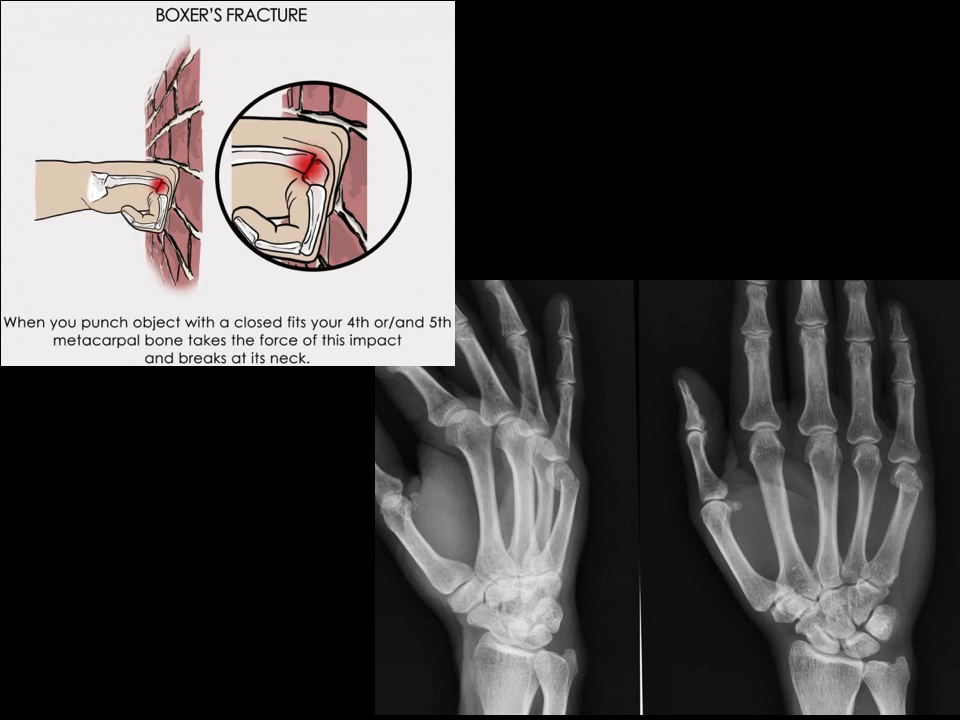 BOXER'S FRACTURE
When you punch object with a closed fits your 4th or/and 5th
metacarpal bone takes the force of this impact
and breaks at its neck.